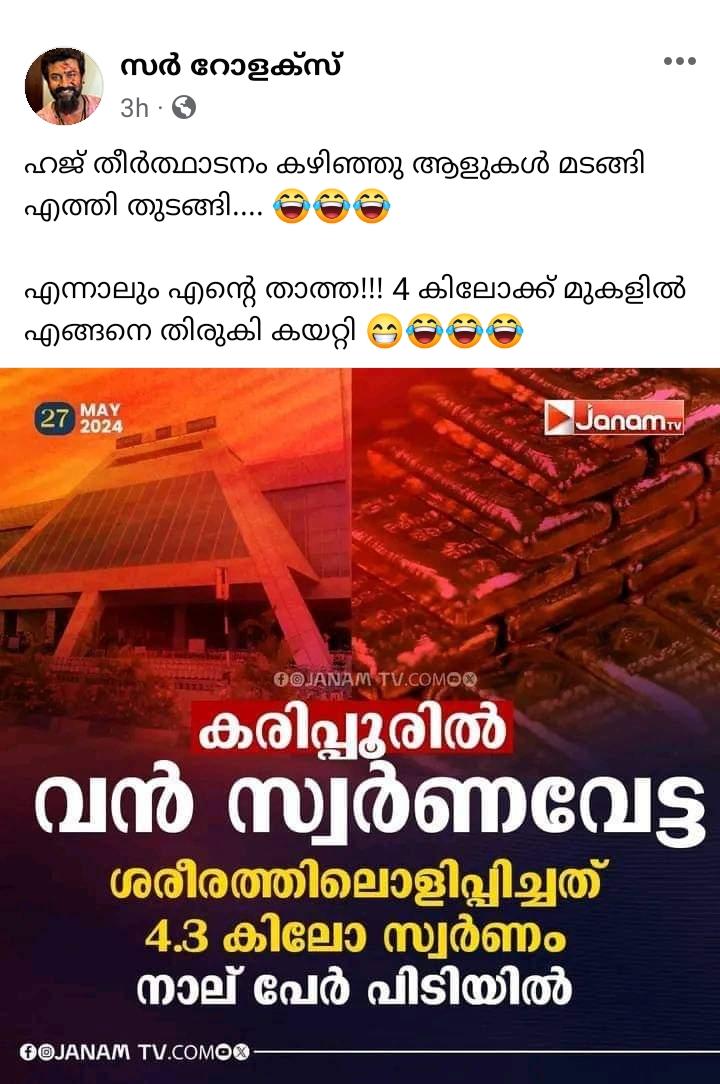 സർ റോളക്സ്
3h ·
ഹജ് തീർത്ഥാടനം കഴിഞ്ഞു ആളുകൾ മടങ്ങി
എത്തി തുടങ്ങി.... 😂😂😂
എന്നാലും എന്റെ താത്ത!!! 4 കിലോക്ക് മുകളിൽ
എങ്ങനെ തിരുകി കയറ്റി 😁😂😂😂
27 MAY
2024
Janam TV
JANAM TV.COM
കരിപ്പൂരിൽ
വൻ സ്വർണവേട്ട
ശരീരത്തിലൊളിപ്പിച്ചത്
4.3 കിലോ സ്വർണം
നാല് പേർ പിടിയിൽ
JANAM TV.COM